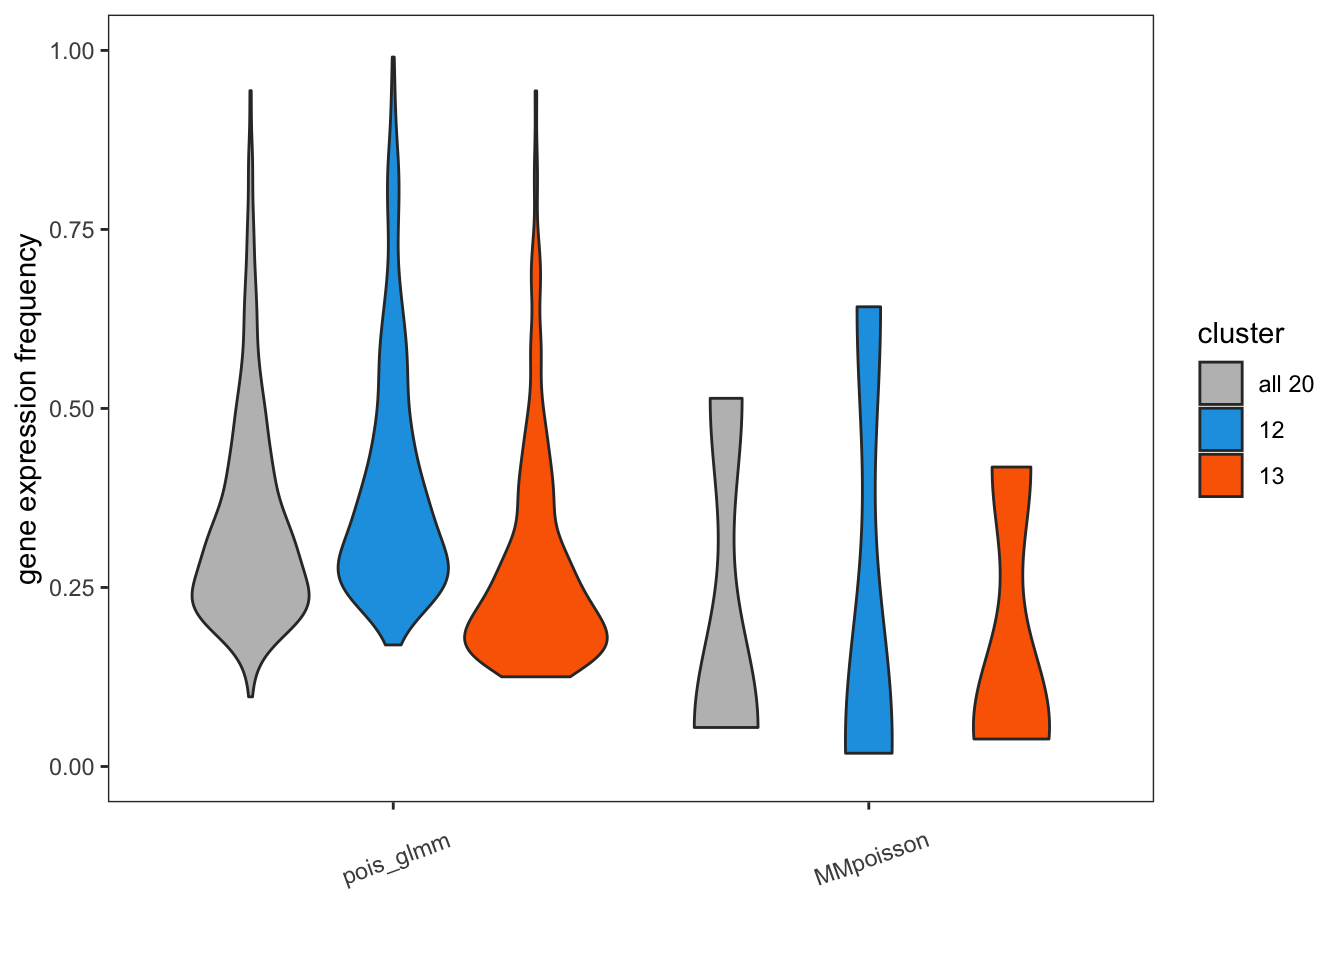 gene expression frequency
1.00
0.75
0.50
0.25
0.00
pois_glmm
MMpoisson
cluster
all 20
12
13